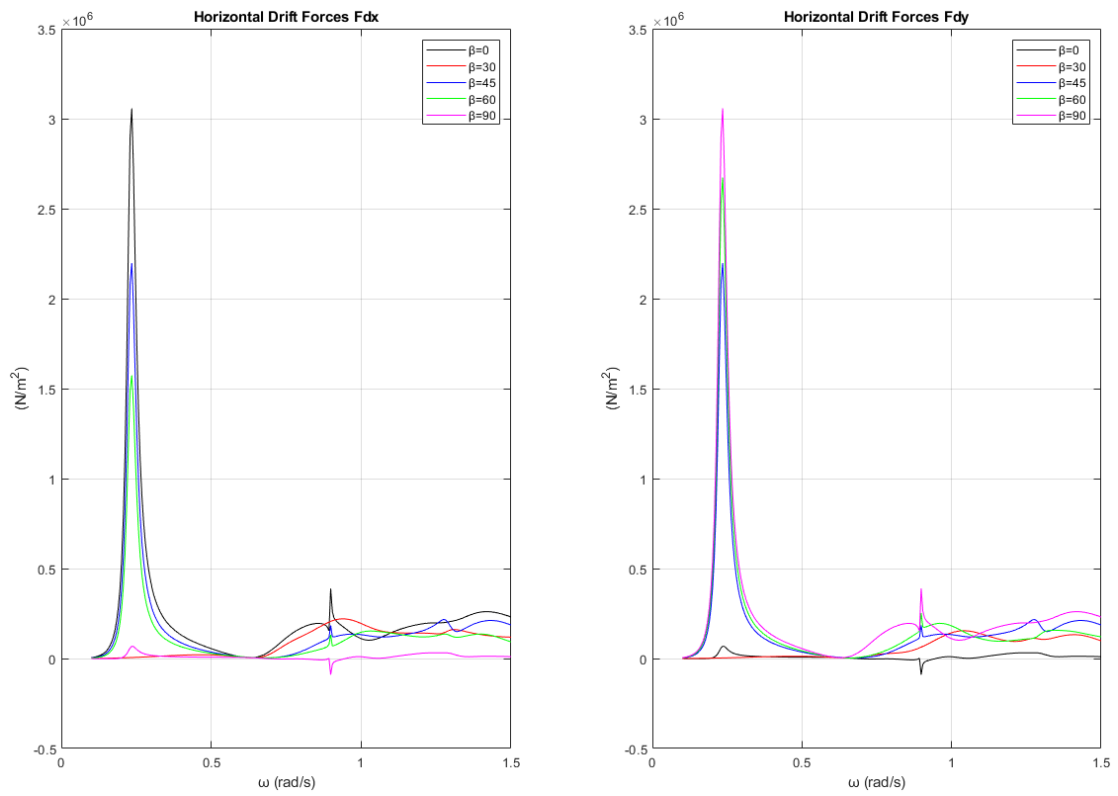 Horizontal Drift Forces Fdx
×10⁶
3.5
3
2.5
2
1.5
1
0.5
0
-0.5
(N/m²)
0
0.5
1
1.5
ω (rad/s)
β=0
β=30
β=45
β=60
β=90
Horizontal Drift Forces Fdy
×10⁶
3.5
3
2.5
2
1.5
1
0.5
0
-0.5
(N/m²)
0
0.5
1
1.5
ω (rad/s)
β=0
β=30
β=45
β=60
β=90